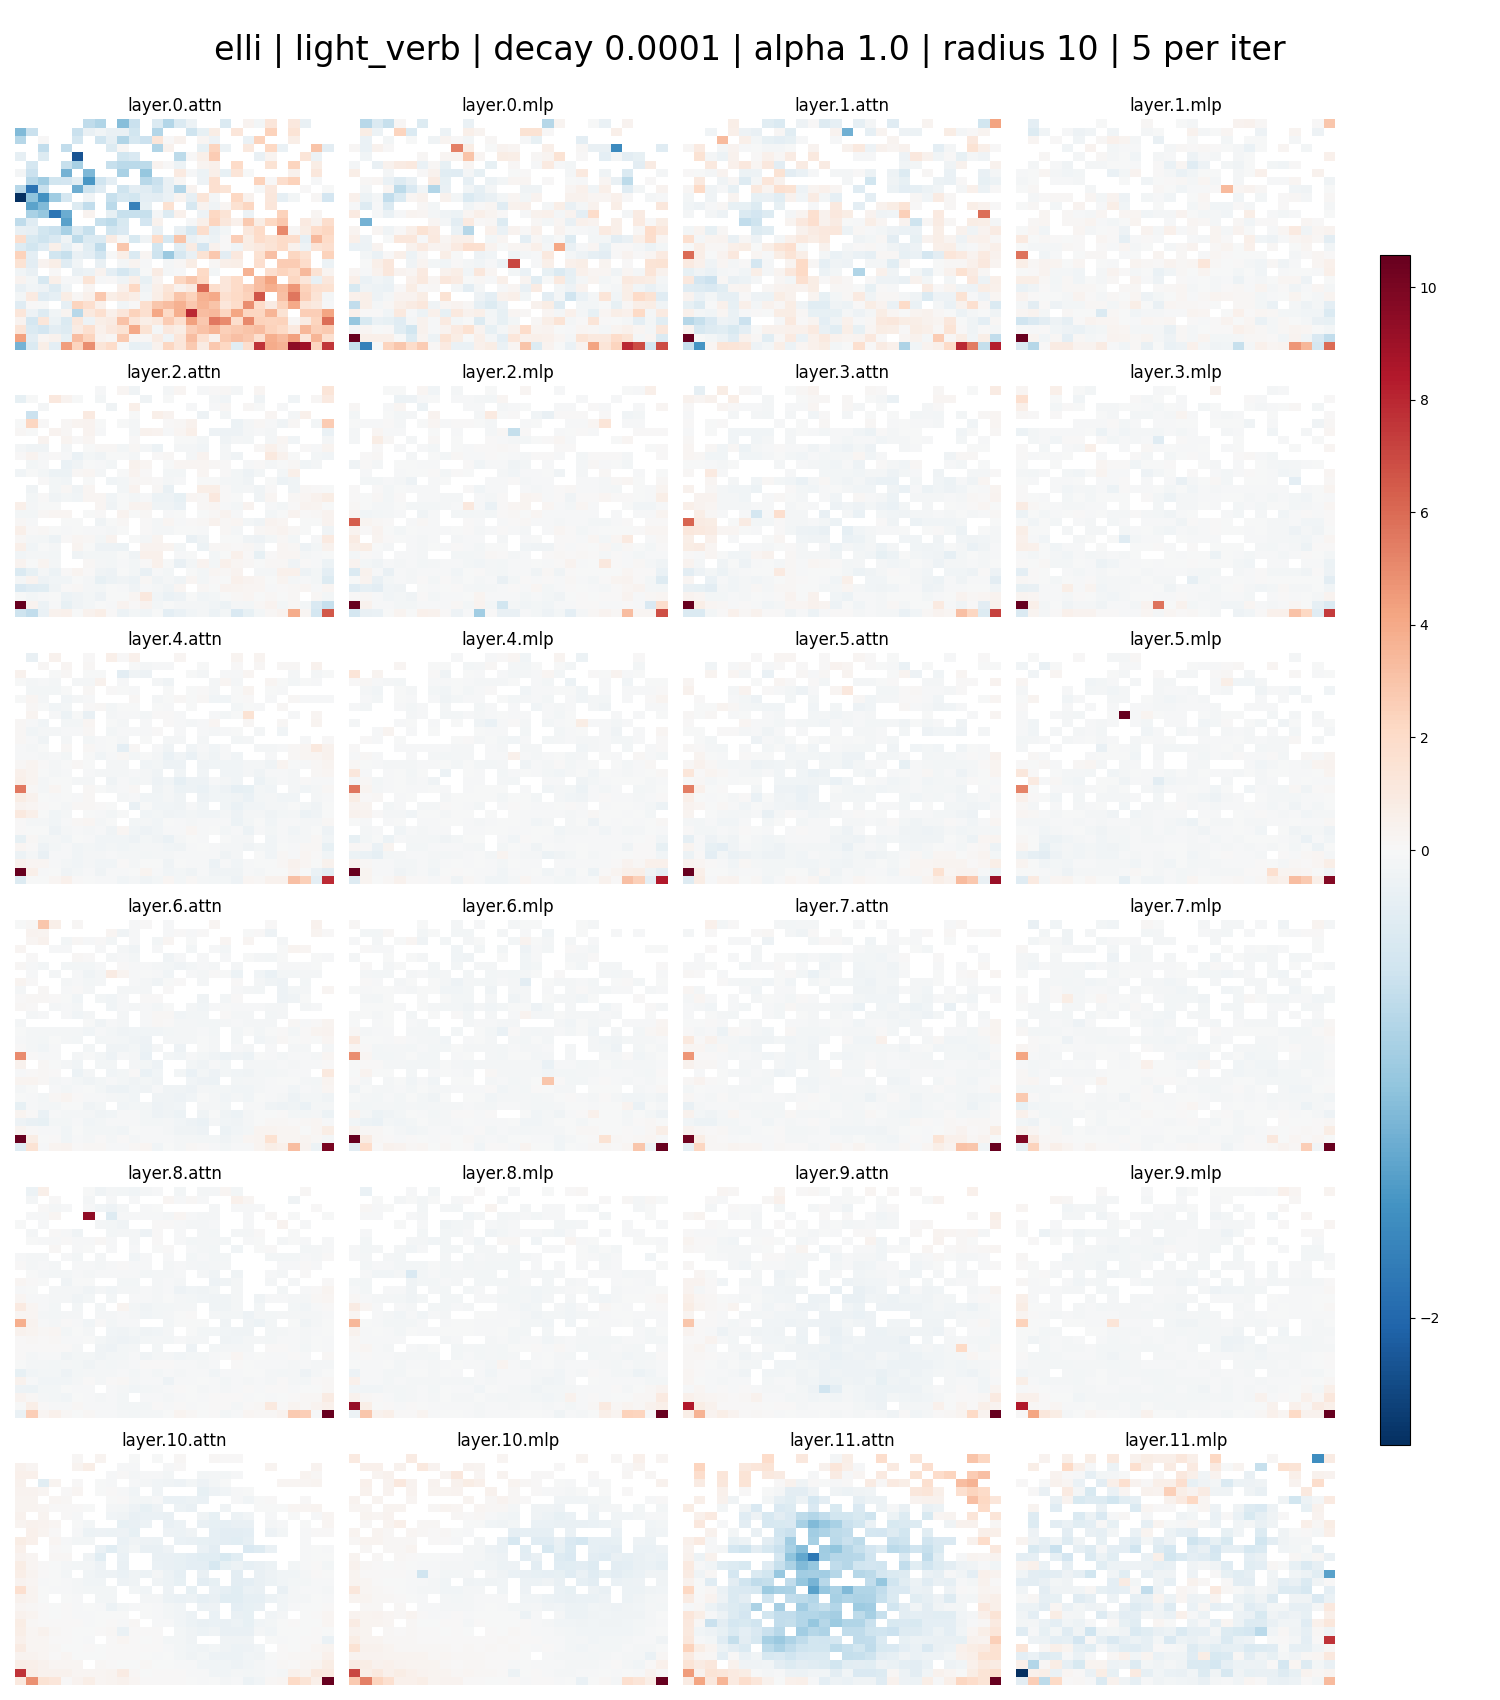 elli | light_verb | decay 0.0001 | alpha 1.0 | radius 10 | 5 per iter
layer.0.attn
layer.0.mlp
layer.1.attn
layer.1.mlp
layer.2.attn
layer.2.mlp
layer.3.attn
layer.3.mlp
layer.4.attn
layer.4.mlp
layer.5.attn
layer.5.mlp
layer.6.attn
layer.6.mlp
layer.7.attn
layer.7.mlp
layer.8.attn
layer.8.mlp
layer.9.attn
layer.9.mlp
layer.10.attn
layer.10.mlp
layer.11.attn
layer.11.mlp
10
8
6
4
2
0
−2